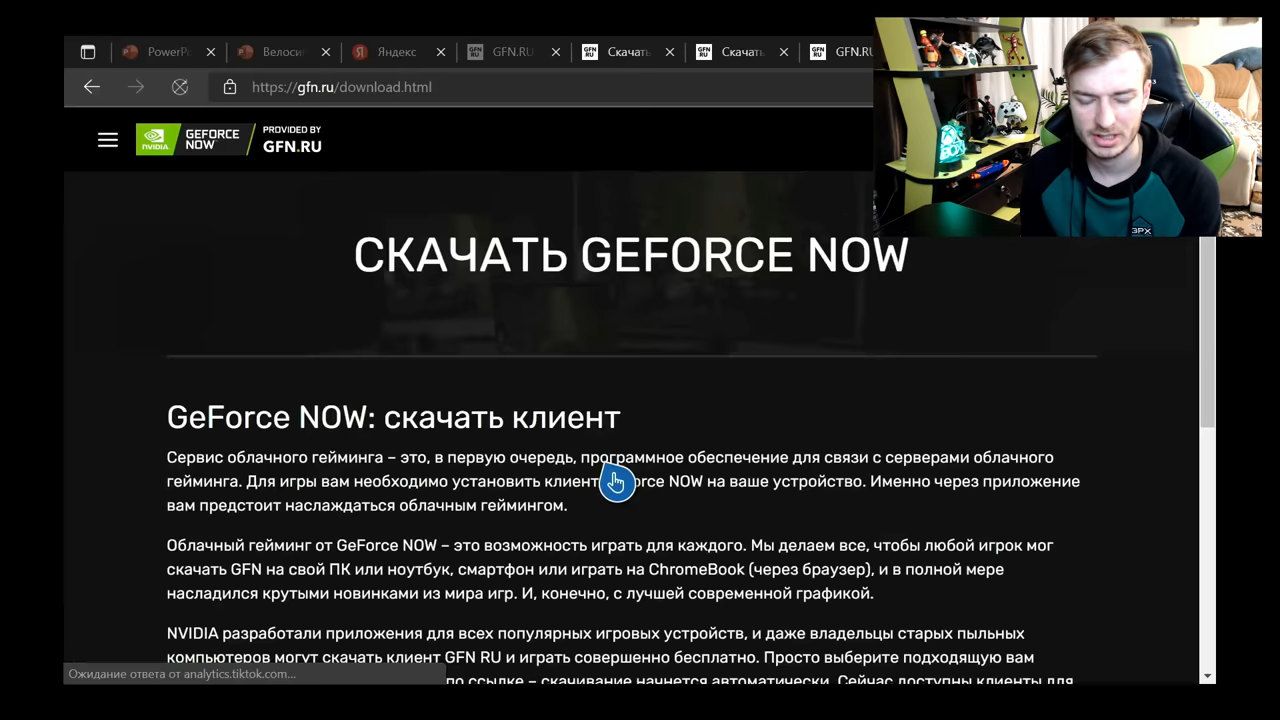 PowerPo
Велоси
Яндекс
GFN.RU
Скачать
Скачать
GFN.RU
https://gfn.ru/download.html
NVIDIA
GEFORCE NOW
PROVIDED BY
GFN.RU
СКАЧАТЬ GEFORCE NOW
GeForce NOW: скачать клиент
Сервис облачного гейминга – это, в первую очередь, программное обеспечение для связи с серверами облачного
гейминга. Для игры вам необходимо установить клиент rce NOW на ваше устройство. Именно через приложение
вам предстоит наслаждаться облачным геймингом.
Облачный гейминг от GeForce NOW – это возможность играть для каждого. Мы делаем все, чтобы любой игрок мог
скачать GFN на свой ПК или ноутбук, смартфон или играть на ChromeBook (через браузер), и в полной мере
насладился крутыми новинками из мира игр. И, конечно, с лучшей современной графикой.
NVIDIA разработали приложения для всех популярных игровых устройств, и даже владельцы старых пыльных
компьютеров могут скачать клиент GFN RU и играть совершенно бесплатно. Просто выберите подходящую вам
по ссылке – скачивание начнется автоматически. Сейчас доступны клиенты для
Ожидание ответа от analytics.tiktok.com...
XBOX
ЗРХ